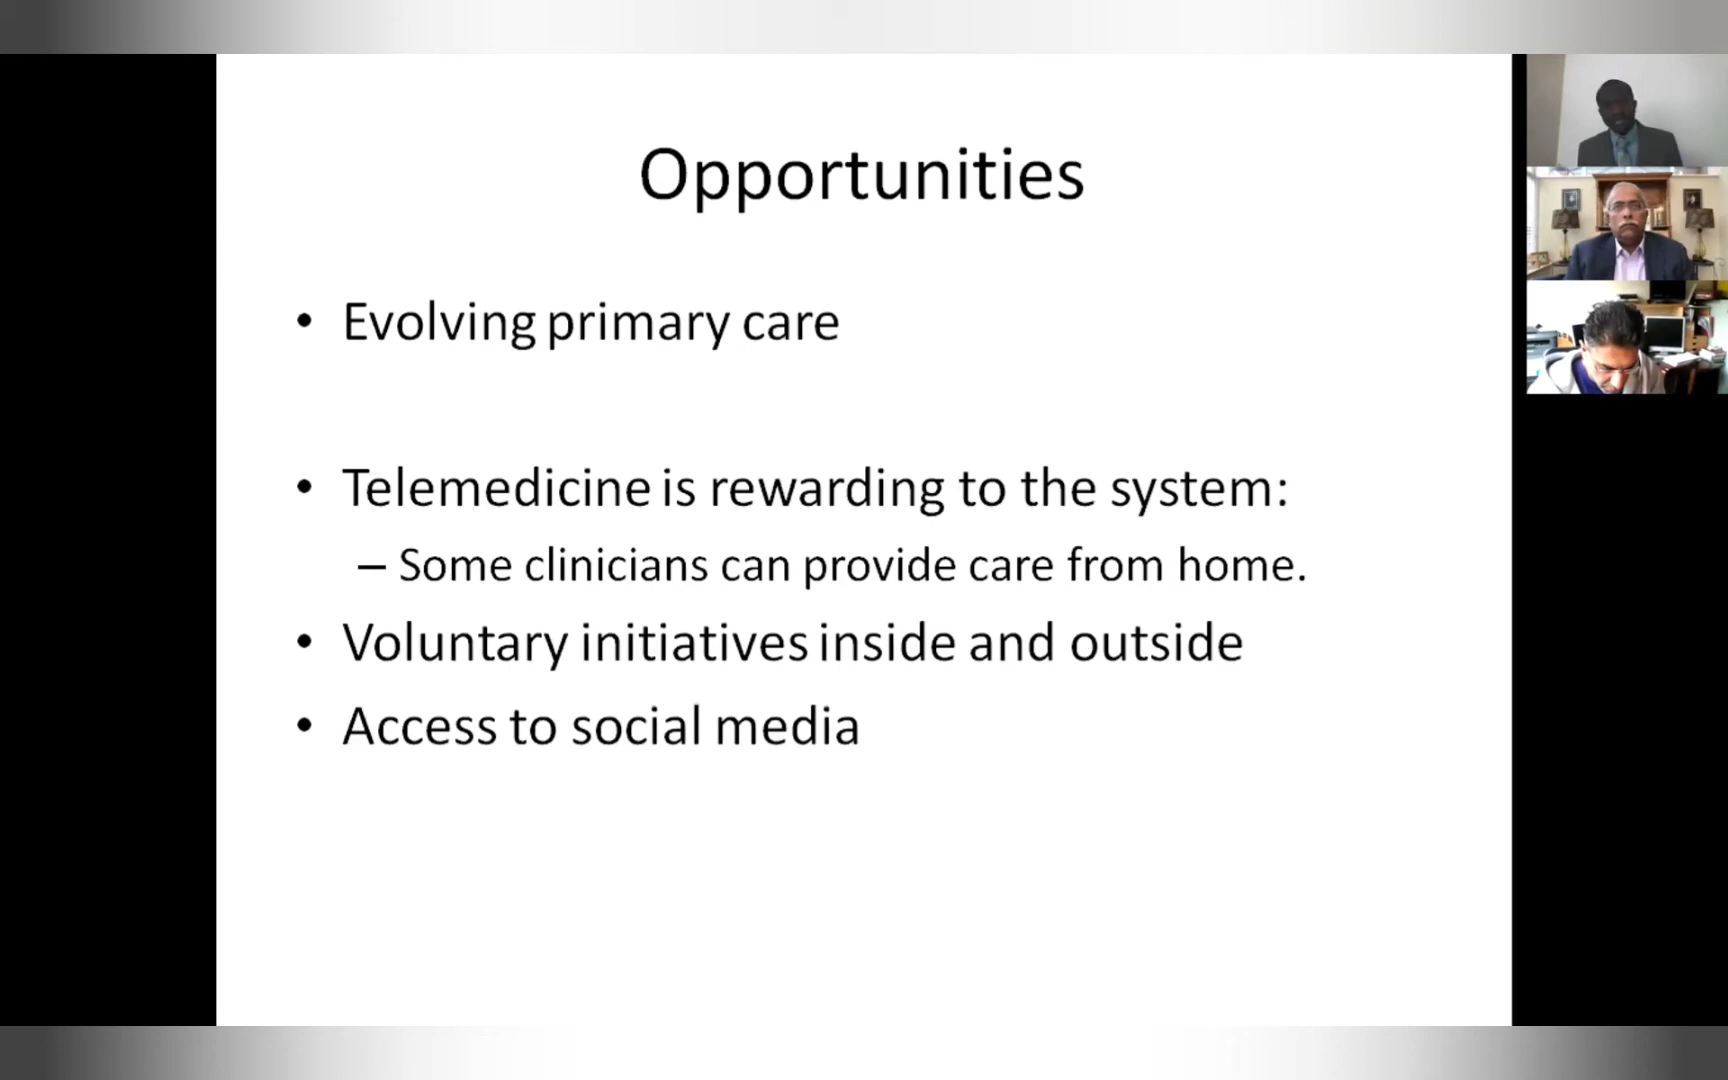 Opportunities
• Evolving primary care
• Telemedicine is rewarding to the system:
– Some clinicians can provide care from home.
• Voluntary initiatives inside and outside
• Access to social media